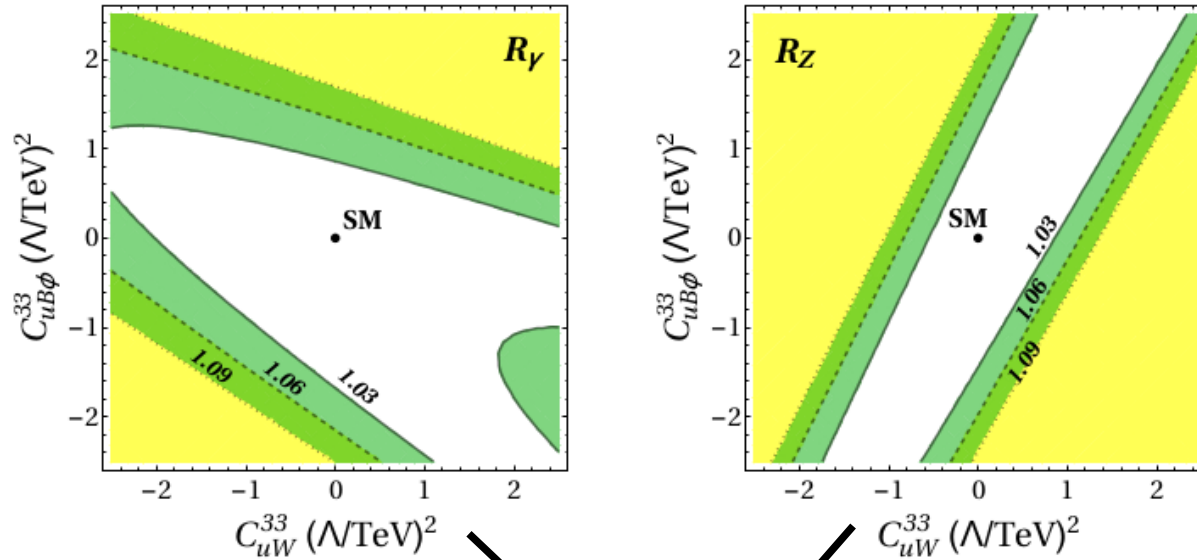 R_γ
2
1
0
−1
−2
C^{33}_{uBϕ} (Λ/TeV)^2
SM
1.03
1.06
1.09
−2 −1 0 1 2
C^{33}_{uW} (Λ/TeV)^2
R_Z
2
1
0
−1
−2
C^{33}_{uBϕ} (Λ/TeV)^2
SM
1.03
1.06
1.09
−2 −1 0 1 2
C^{33}_{uW} (Λ/TeV)^2